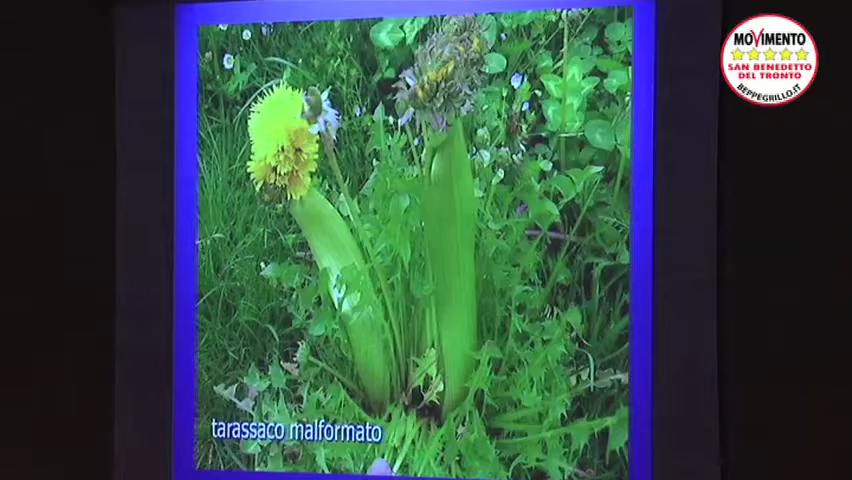 MOVIMENTO
SAN BENEDETTO
DEL TRONTO
BEPPEGRILLO.IT
tarassaco malformato